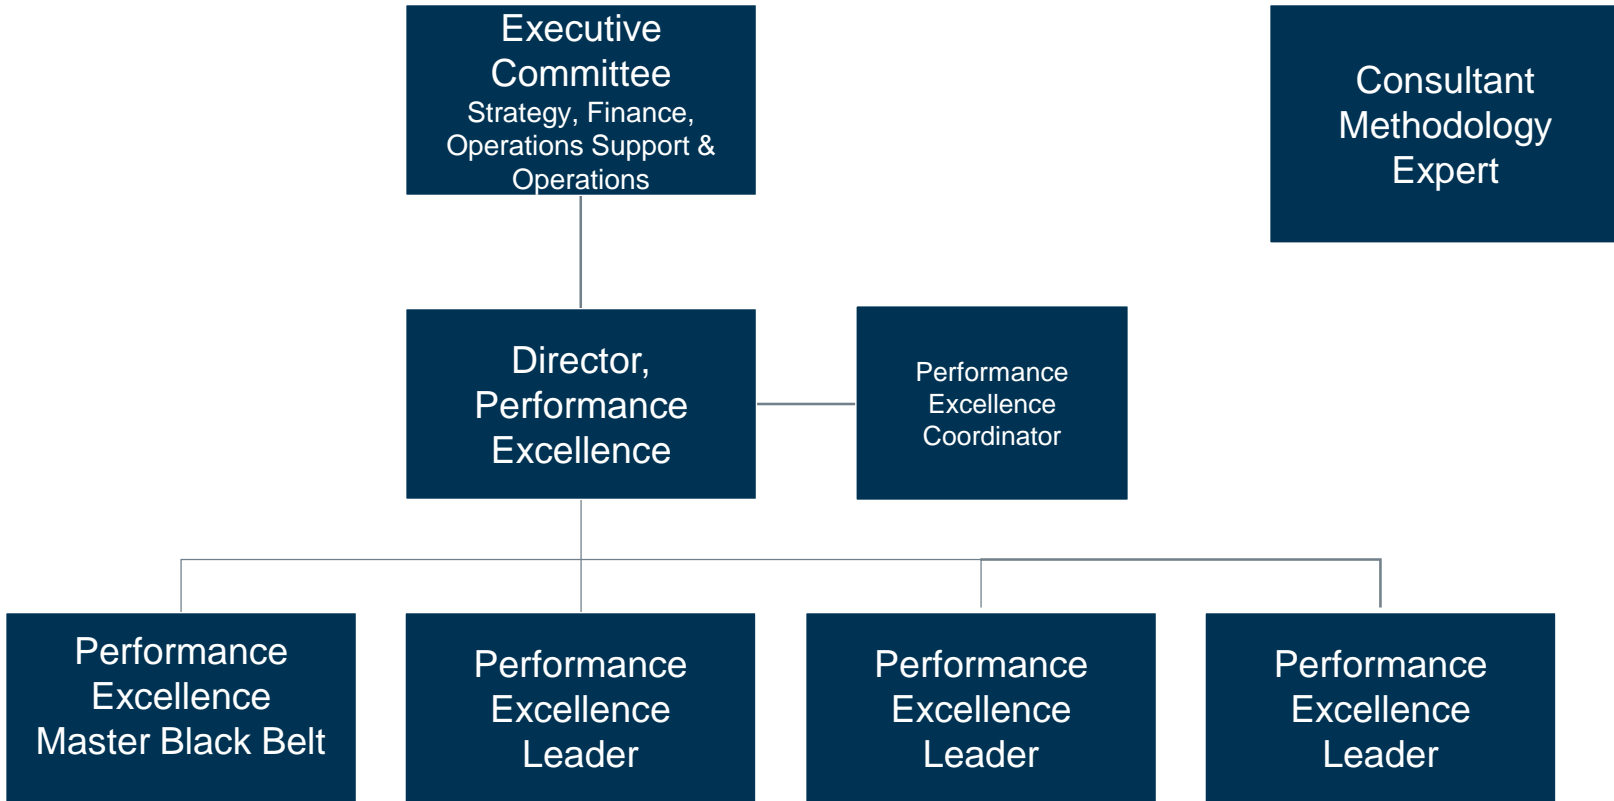 Executive
Committee
Strategy, Finance,
Operations Support &
Operations
Consultant
Methodology
Expert
Director,
Performance
Excellence
Performance
Excellence
Coordinator
Performance
Excellence
Master Black Belt
Performance
Excellence
Leader
Performance
Excellence
Leader
Performance
Excellence
Leader